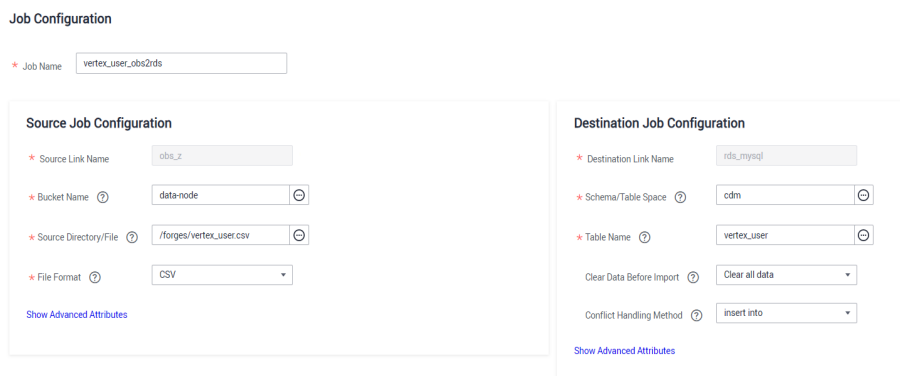 Job Configuration
* Job Name vertex_user_obs2rds
Source Job Configuration
* Source Link Name obs_z
* Bucket Name ? data-node
* Source Directory/File ? /forges/vertex_user.csv
* File Format ? CSV
Show Advanced Attributes
Destination Job Configuration
* Destination Link Name rds_mysql
* Schema/Table Space ? cdm
* Table Name ? vertex_user
Clear Data Before Import ? Clear all data
Conflict Handling Method ? insert into
Show Advanced Attributes